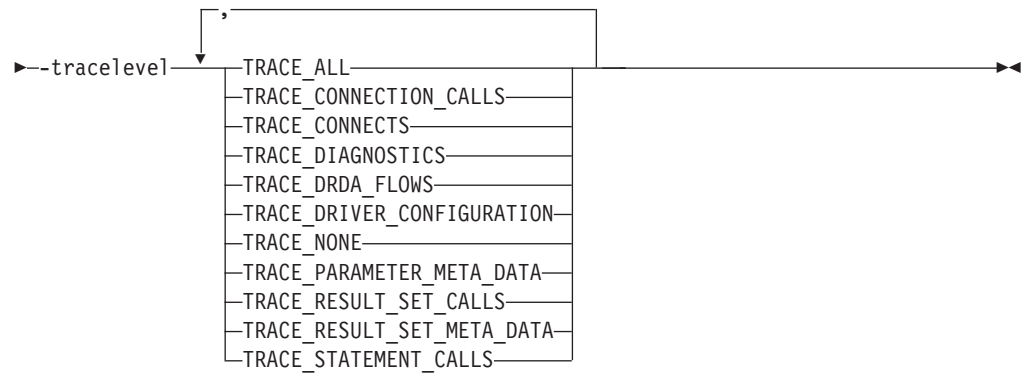 ,
-tracelevel TRACE_ALL
TRACE_CONNECTION_CALLS
TRACE_CONNECTS
TRACE_DIAGNOSTICS
TRACE_DRDA_FLOWS
TRACE_DRIVER_CONFIGURATION
TRACE_NONE
TRACE_PARAMETER_META_DATA
TRACE_RESULT_SET_CALLS
TRACE_RESULT_SET_META_DATA
TRACE_STATEMENT_CALLS